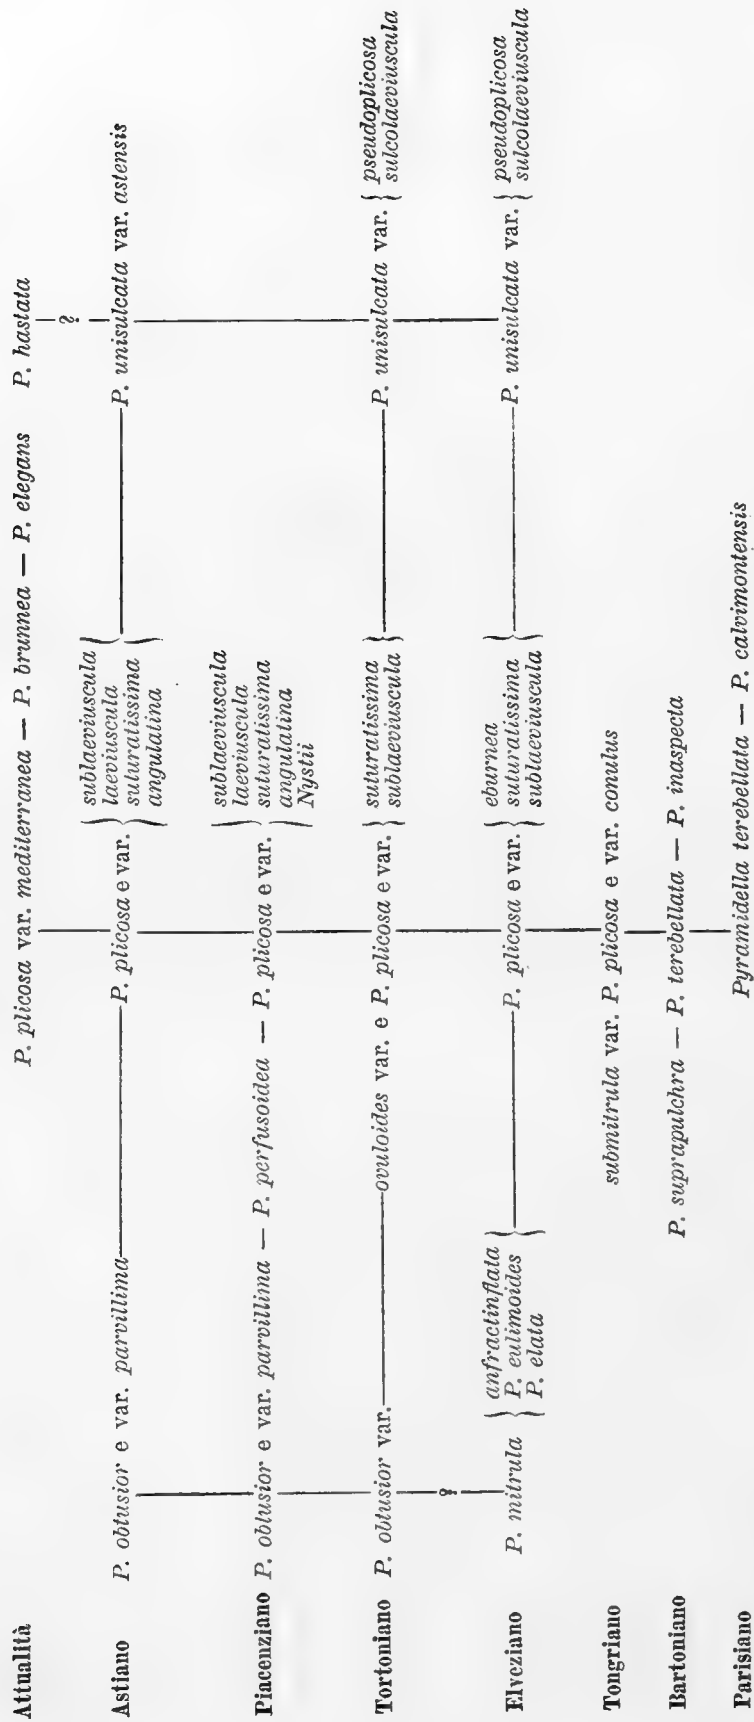 Attualità P. plicosa var. mediterranea — P. brunnea — P. elegans P. hastata
?
Astiano P. obtusior e var. parvillima — P. plicosa e var. { sublaeviuscula laeviuscula suturatissima angulatina } — P. unisulcata var. astensis
Piacenziano P. obtusior e var. parvillima — P. perfusoidea — P. plicosa e var. { sublaeviuscula laeviuscula suturatissima angulatina Nystii
Tortoniano P. obtusior var. — ovuloides var. e P. plicosa e var. { suturatissima sublaeviuscula } — P. unisulcata var. { pseudoplicosa sulcolaeviuscula
?
Elveziano P. mitrula { anfractinflata P. eulimoides P. elata } — P. plicosa e var. { eburnea suturatissima sublaeviuscula } — P. unisulcata var. { pseudoplicosa sulcolaeviuscula
Tongriano submitrula var. P. plicosa e var. conulus
Bartoniano P. suprapulchra — P. terebellata — P. inaspecta
Parisiano Pyramidella terebellata — P. calvimontensis